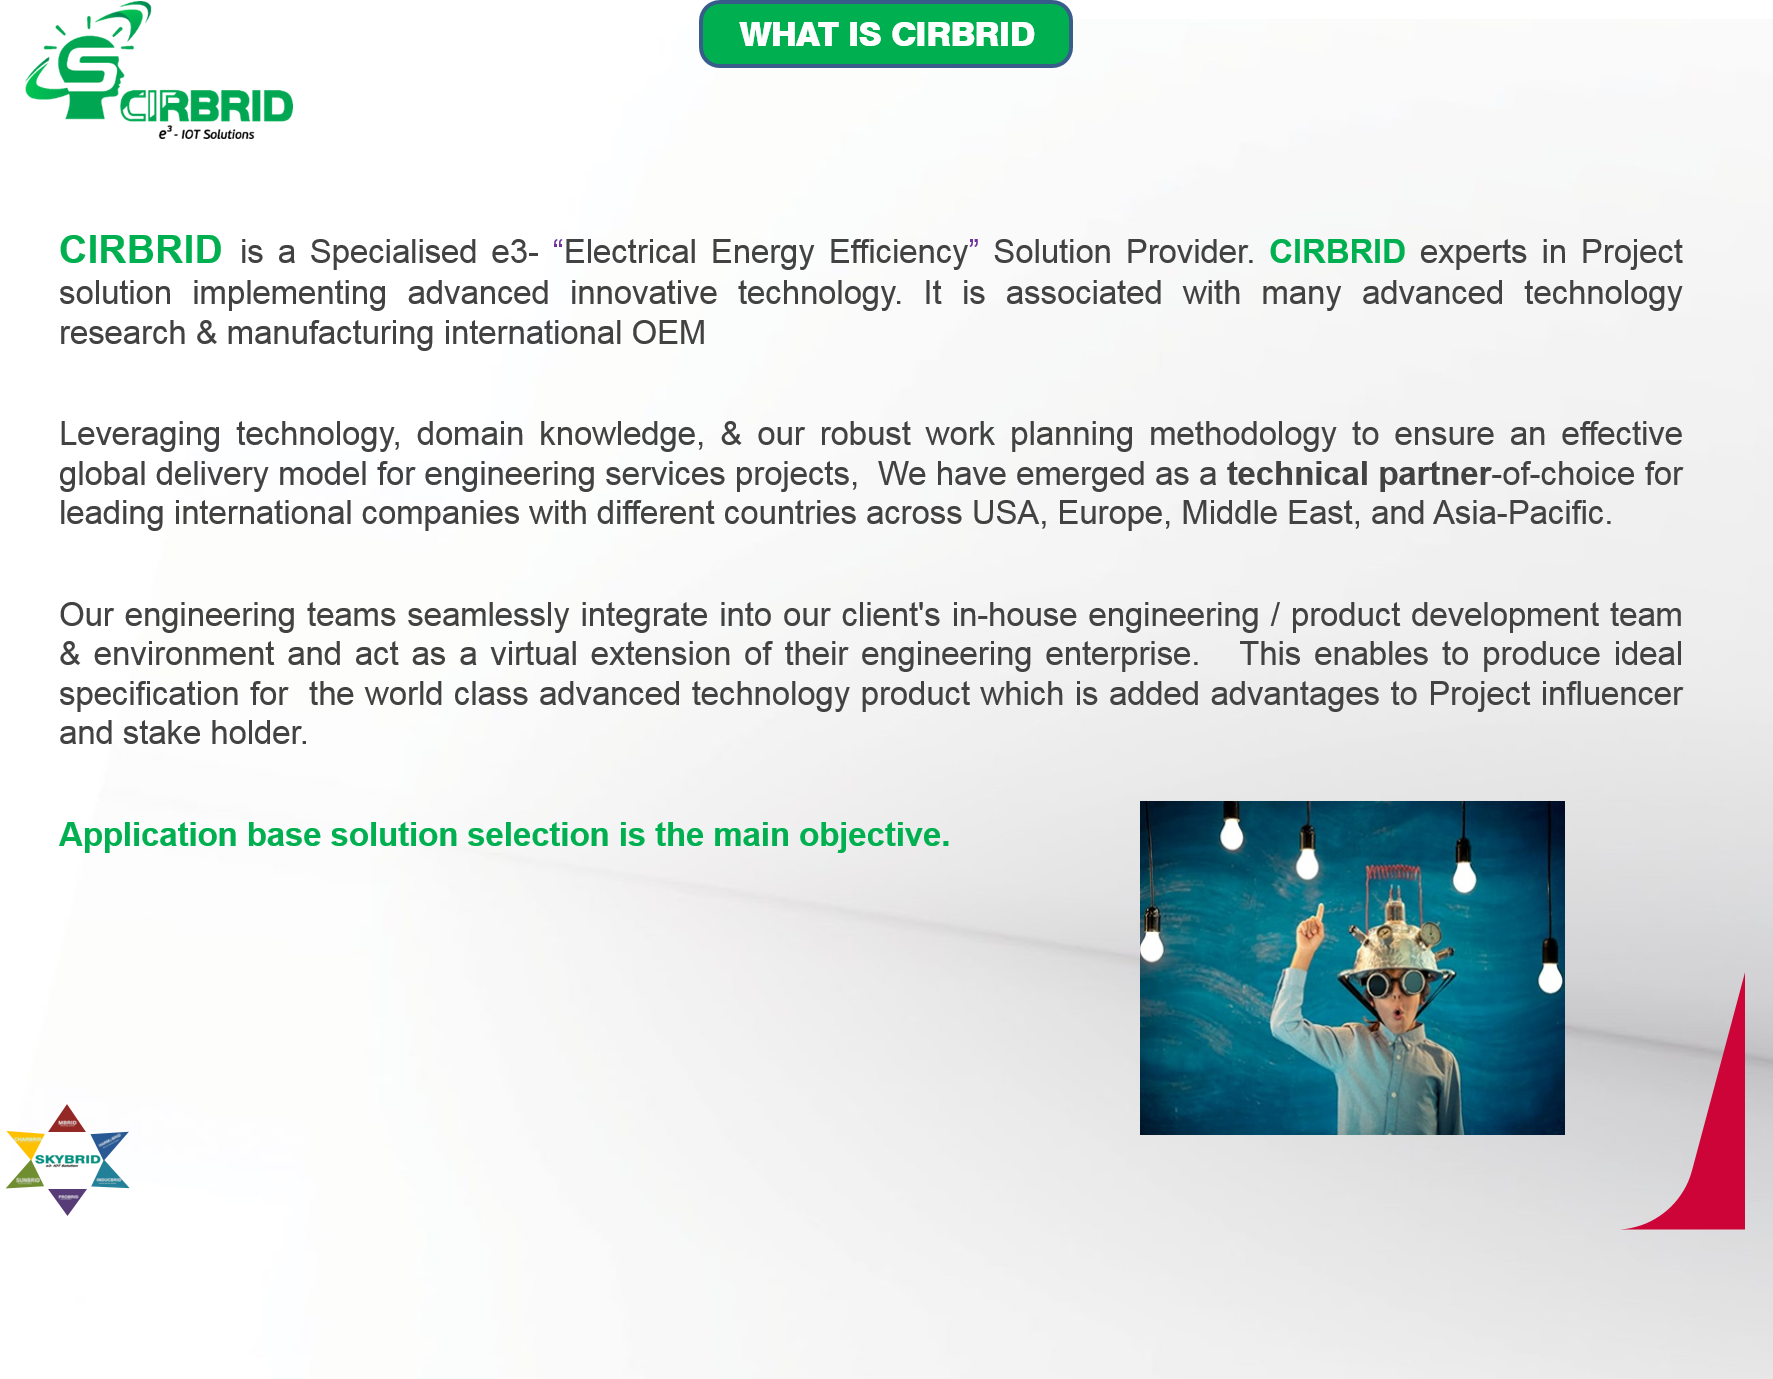 WHAT IS CIRBRID
CIRBRID
e³ - IOT Solutions
CIRBRID is a Specialised e3- “Electrical Energy Efficiency” Solution Provider. CIRBRID experts in Project
solution implementing advanced innovative technology. It is associated with many advanced technology
research & manufacturing international OEM
Leveraging technology, domain knowledge, & our robust work planning methodology to ensure an effective
global delivery model for engineering services projects,  We have emerged as a technical partner-of-choice for
leading international companies with different countries across USA, Europe, Middle East, and Asia-Pacific.
Our engineering teams seamlessly integrate into our client's in-house engineering / product development team
& environment and act as a virtual extension of their engineering enterprise.   This enables to produce ideal
specification for  the world class advanced technology product which is added advantages to Project influencer
and stake holder.
Application base solution selection is the main objective.
MBRID
SKYBRID
e3 IOT Solution
SUNBRID